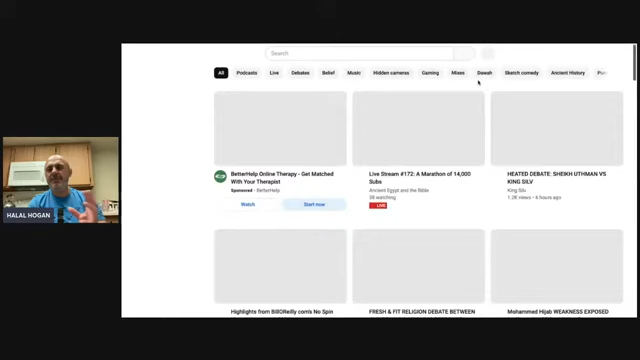 Search
All Podcasts Live Debates Belief Music Hidden cameras Gaming Mixes Dawah Sketch comedy Ancient History
BetterHelp Online Therapy - Get Matched
With Your Therapist
Sponsored · BetterHelp
Watch Start now
Live Stream #172: A Marathon of 14,000
Subs
Ancient Egypt and the Bible
38 watching
LIVE
HEATED DEBATE: SHEIKH UTHMAN VS
KING SILV
King Silv
1.2K views · 6 hours ago
HALAL HOGAN
Highlights from BillOReilly com's No Spin
FRESH & FIT RELIGION DEBATE BETWEEN
Mohammed Hijab WEAKNESS EXPOSED